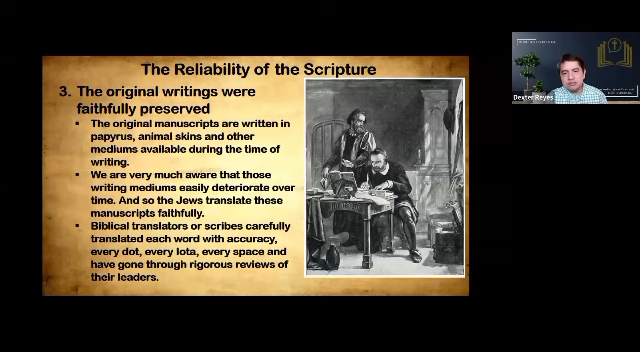 The Reliability of the Scripture
3. The original writings were
faithfully preserved
▪ The original manuscripts are written in
papyrus, animal skins and other
mediums available during the time of
writing.
▪ We are very much aware that those
writing mediums easily deteriorate over
time. And so the Jews translate these
manuscripts faithfully.
▪ Biblical translators or scribes carefully
translated each word with accuracy,
every dot, every Iota, every space and
have gone through rigorous reviews of
their leaders.
Dexter Reyes